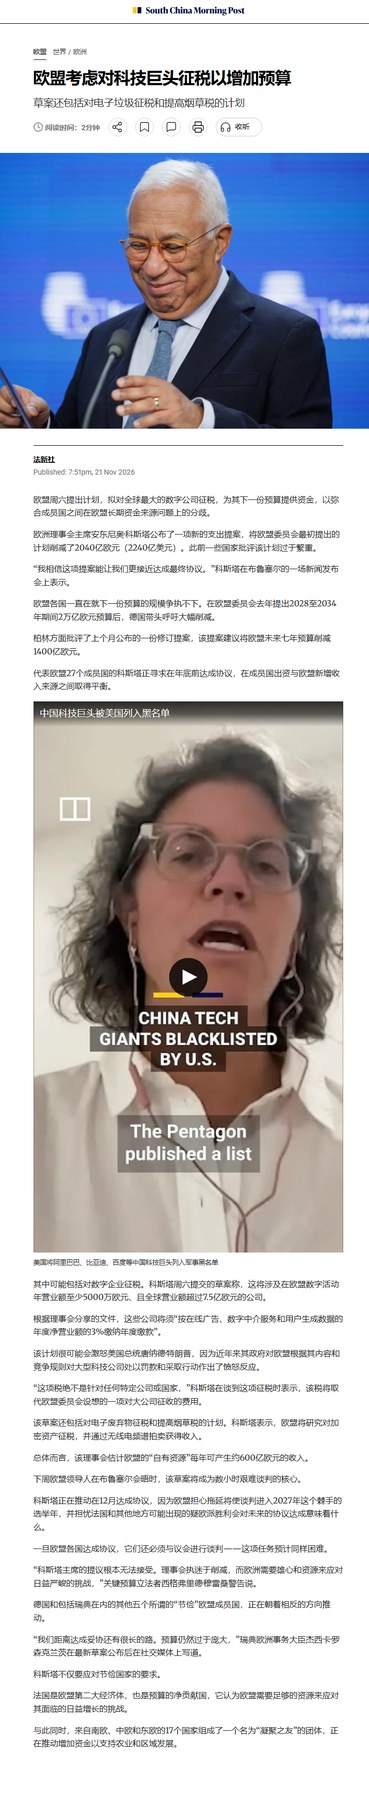 South China Morning Post
欧盟 世界 / 欧洲
欧盟考虑对科技巨头征税以增加预算
草案还包括对电子垃圾征税和提高烟草税的计划
阅读时间：2分钟
收听
法新社
Published: 7:51pm, 21 Nov 2026
欧盟周六提出计划，拟对全球最大的数字公司征税，为其下一份预算提供资金，以弥
合成员国之间在欧盟长期资金来源问题上的分歧。
欧洲理事会主席安东尼奥·科斯塔公布了一项新的支出提案，将欧盟委员会最初提出的
计划削减了2040亿欧元（2240亿美元）。此前一些国家批评该计划过于繁重。
“我相信这项提案能让我们更接近达成最终协议。”科斯塔在布鲁塞尔的一场新闻发布
会上表示。
欧盟各国一直在就下一份预算的规模争执不下。在欧盟委员会去年提出2028至2034
年期间2万亿欧元预算后，德国带头呼吁大幅削减。
柏林方面批评了上个月公布的一份修订提案，该提案建议将欧盟未来七年预算削减
1400亿欧元。
代表欧盟27个成员国的科斯塔正寻求在年底前达成协议，在成员国出资与欧盟新增收
入来源之间取得平衡。
中国科技巨头被美国列入黑名单
CHINA TECH
GIANTS BLACKLISTED
BY U.S.
The Pentagon
published a list
美国将阿里巴巴、比亚迪、百度等中国科技巨头列入军事黑名单
其中可能包括对数字企业征税。科斯塔周六提交的草案称，这将涉及在欧盟数字活动
年营业额至少5000万欧元、且全球营业额超过7.5亿欧元的公司。
根据理事会分享的文件，这些公司将须“按在线广告、数字中介服务和用户生成数据的
年度净营业额的3%缴纳年度缴款”。
该计划很可能会激怒美国总统唐纳德·特朗普，因为近年来其政府对欧盟根据其内容和
竞争规则对大型科技公司处以罚款和采取行动作出了愤怒反应。
“这项税绝不是针对任何特定公司或国家，”科斯塔在谈到这项征税时表示，该税将取
代欧盟委员会设想的一项对大公司征收的费用。
该草案还包括对电子废弃物征税和提高烟草税的计划。科斯塔表示，欧盟将研究对加
密资产征税，并通过无线电频谱拍卖获得收入。
总体而言，该理事会估计欧盟的“自有资源”每年可产生约600亿欧元的收入。
下周欧盟领导人在布鲁塞尔会晤时，该草案将成为数小时艰难谈判的核心。
科斯塔正在推动在12月达成协议，因为欧盟担心拖延将使谈判进入2027年这个棘手的
选举年，并担忧法国和其他地方可能出现的疑欧派胜利会对未来的协议达成意味着什
么。
一旦欧盟各国达成协议，它们还必须与议会进行谈判——这项任务预计同样困难。
“科斯塔主席的提议根本无法接受。理事会执迷于削减，而欧洲需要雄心和资源来应对
日益严峻的挑战，”关键预算立法者西格弗里德·穆雷桑警告说。
德国和包括瑞典在内的其他五个所谓的“节俭”欧盟成员国，正在朝着相反的方向推
动。
“我们距离达成妥协还有很长的路。预算仍然过于庞大，”瑞典欧洲事务大臣杰西卡·罗
森克兰茨在最新草案公布后在社交媒体上写道。
科斯塔不仅要应对节俭国家的要求。
法国是欧盟第二大经济体，也是预算的净贡献国，它认为欧盟需要足够的资源来应对
其面临的日益增长的挑战。
与此同时，来自南欧、中欧和东欧的17个国家组成了一个名为“凝聚之友”的团体，正
在推动增加资金以支持农业和区域发展。